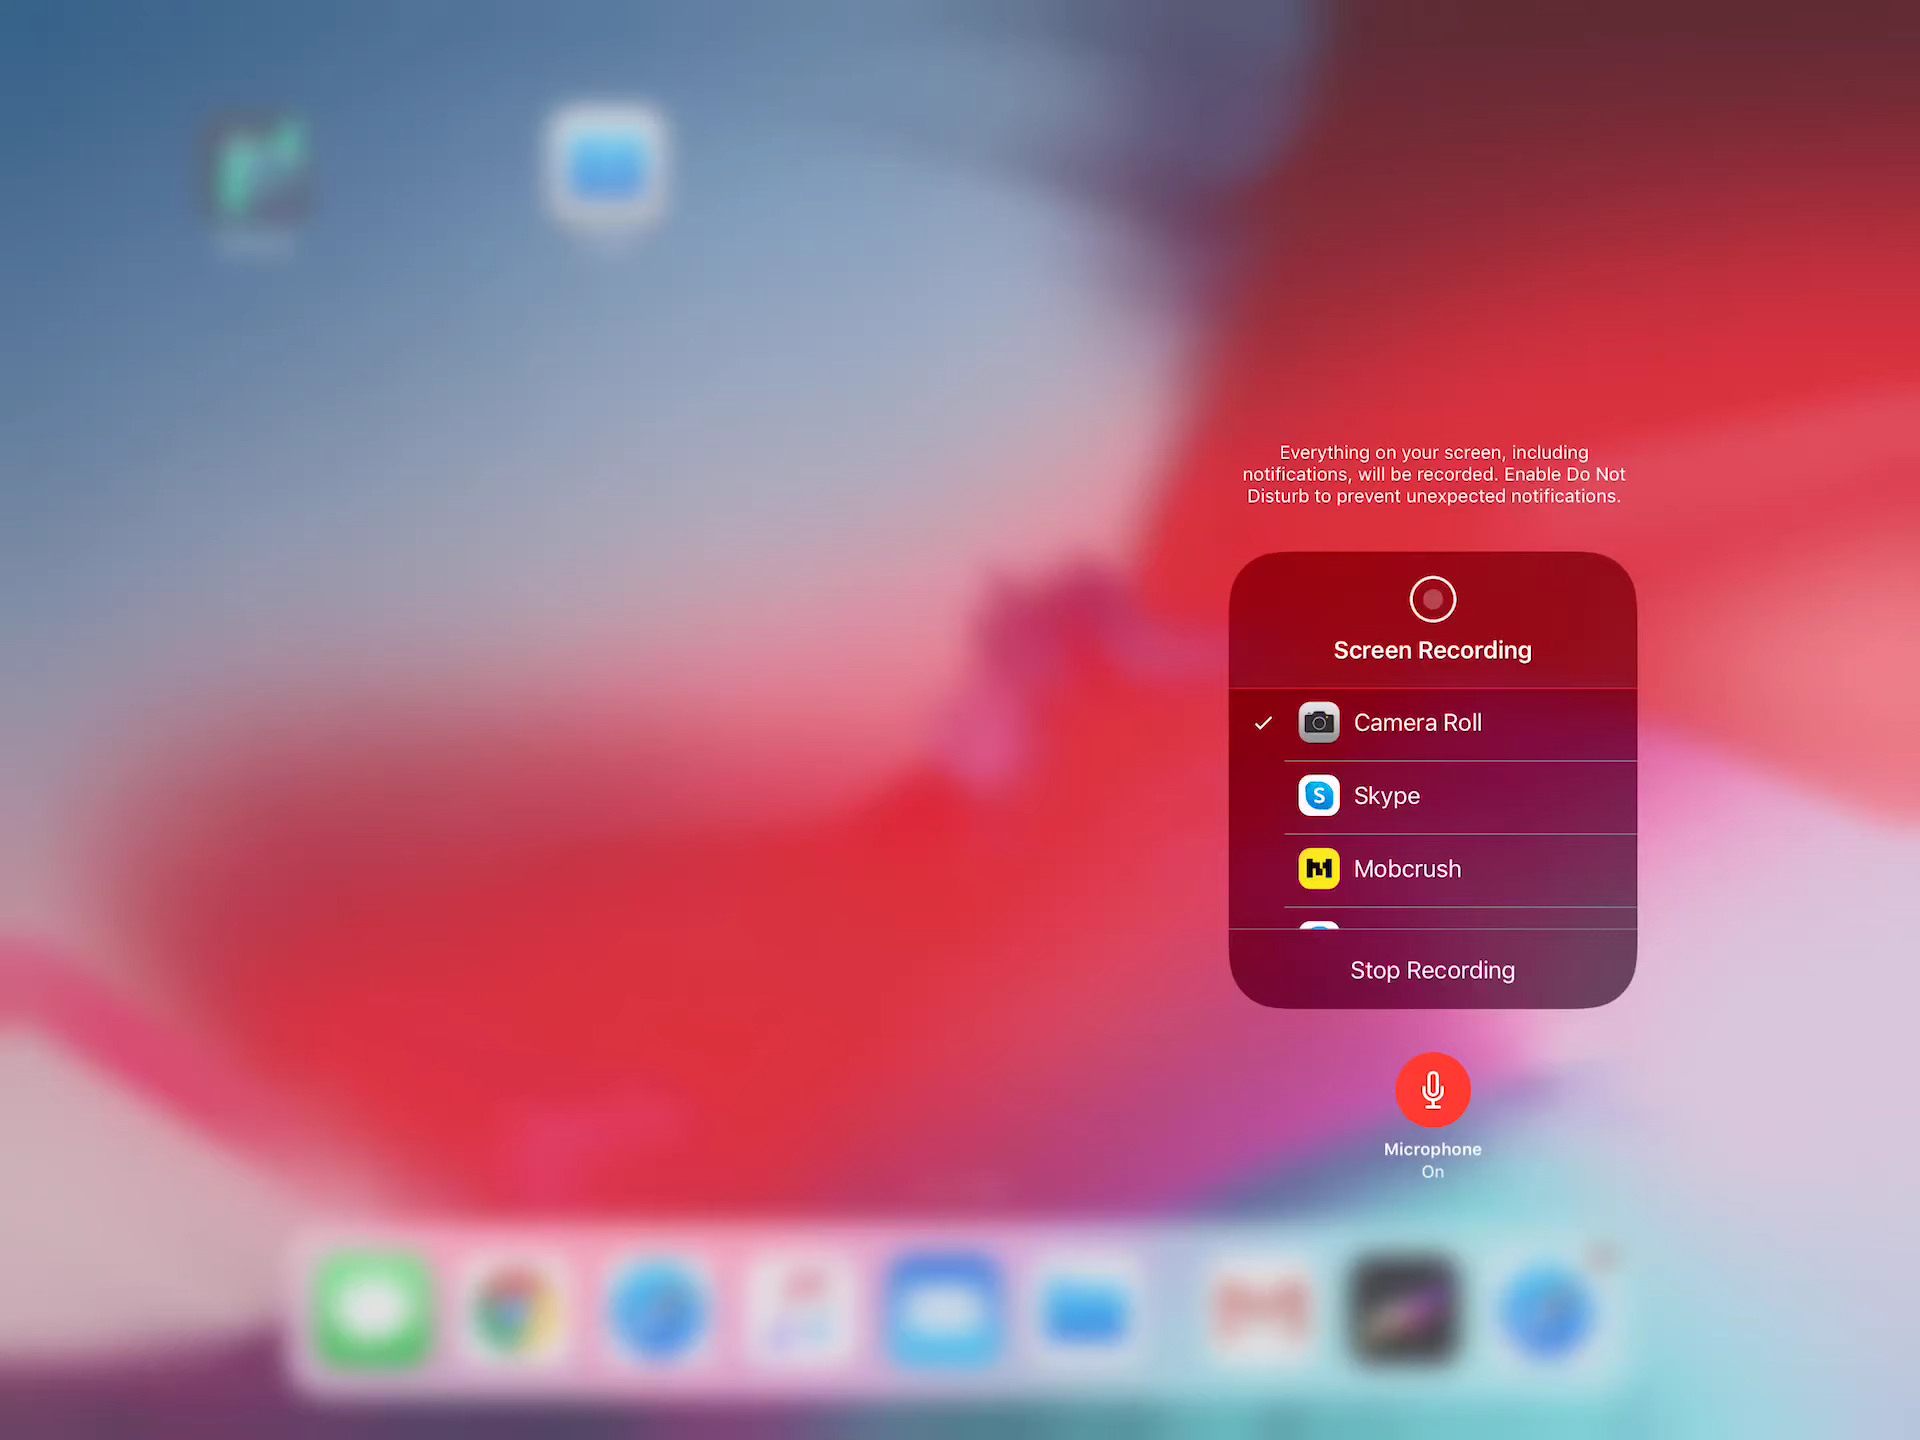 Everything on your screen, including
notifications, will be recorded. Enable Do Not
Disturb to prevent unexpected notifications.
Screen Recording
Camera Roll
Skype
Mobcrush
Stop Recording
Microphone
On